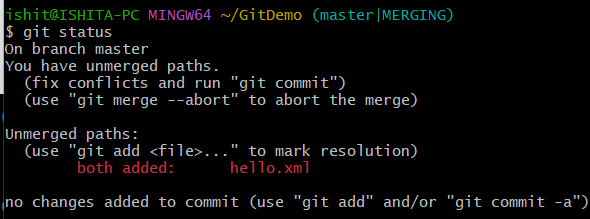 ishit@ISHITA-PC MINGW64 ~/GitDemo (master|MERGING)
$ git status
On branch master
You have unmerged paths.
  (fix conflicts and run "git commit")
  (use "git merge --abort" to abort the merge)

Unmerged paths:
  (use "git add <file>..." to mark resolution)
        both added:      hello.xml

no changes added to commit (use "git add" and/or "git commit -a")